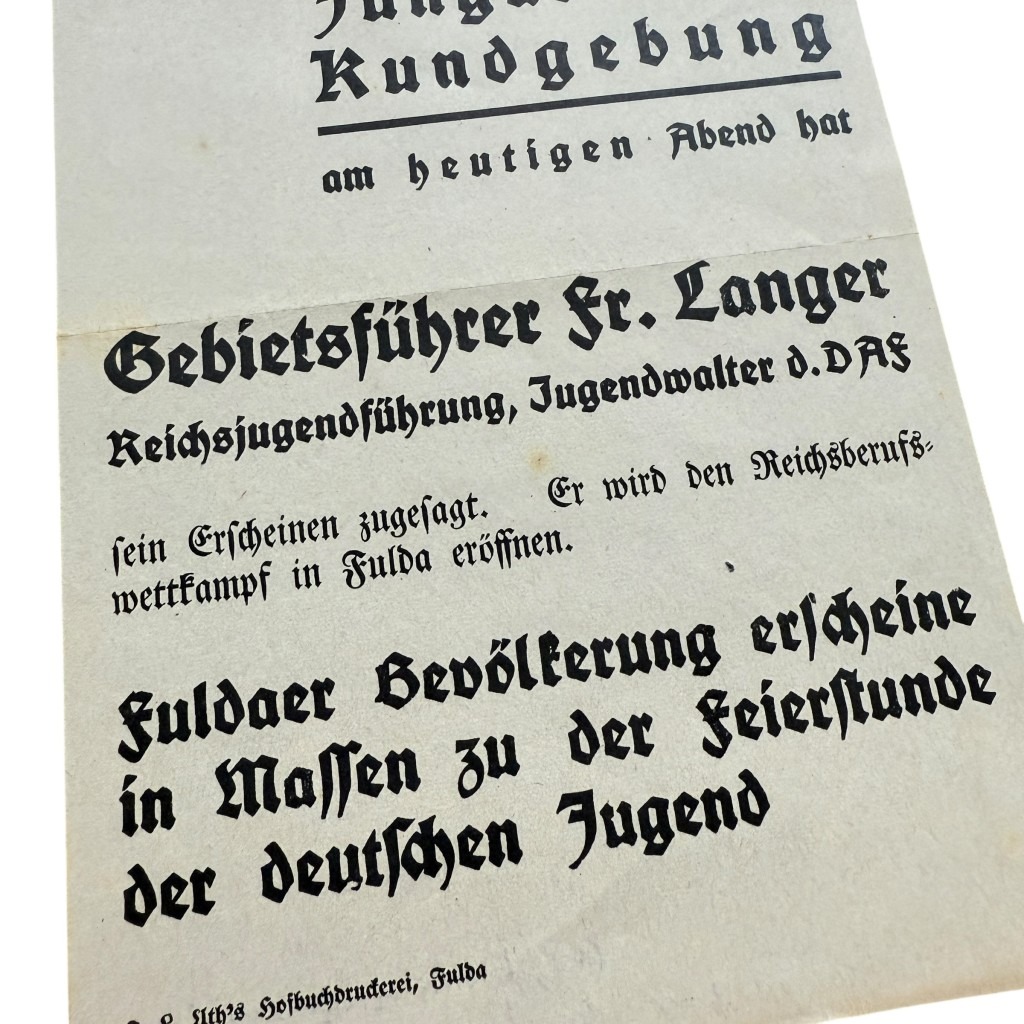 Kundgebung
am heutigen Abend hat
Gebietsführer Fr. Langer
Reichsjugendführung, Jugendwalter d. DAF
sein Erscheinen zugesagt. Er wird den Reichsberufs-
wettkampf in Fulda eröffnen.
Fuldaer Bevölkerung erscheine
in Massen zu der Feierstunde
der deutschen Jugend
Uth's Hofbuchdruckerei, Fulda